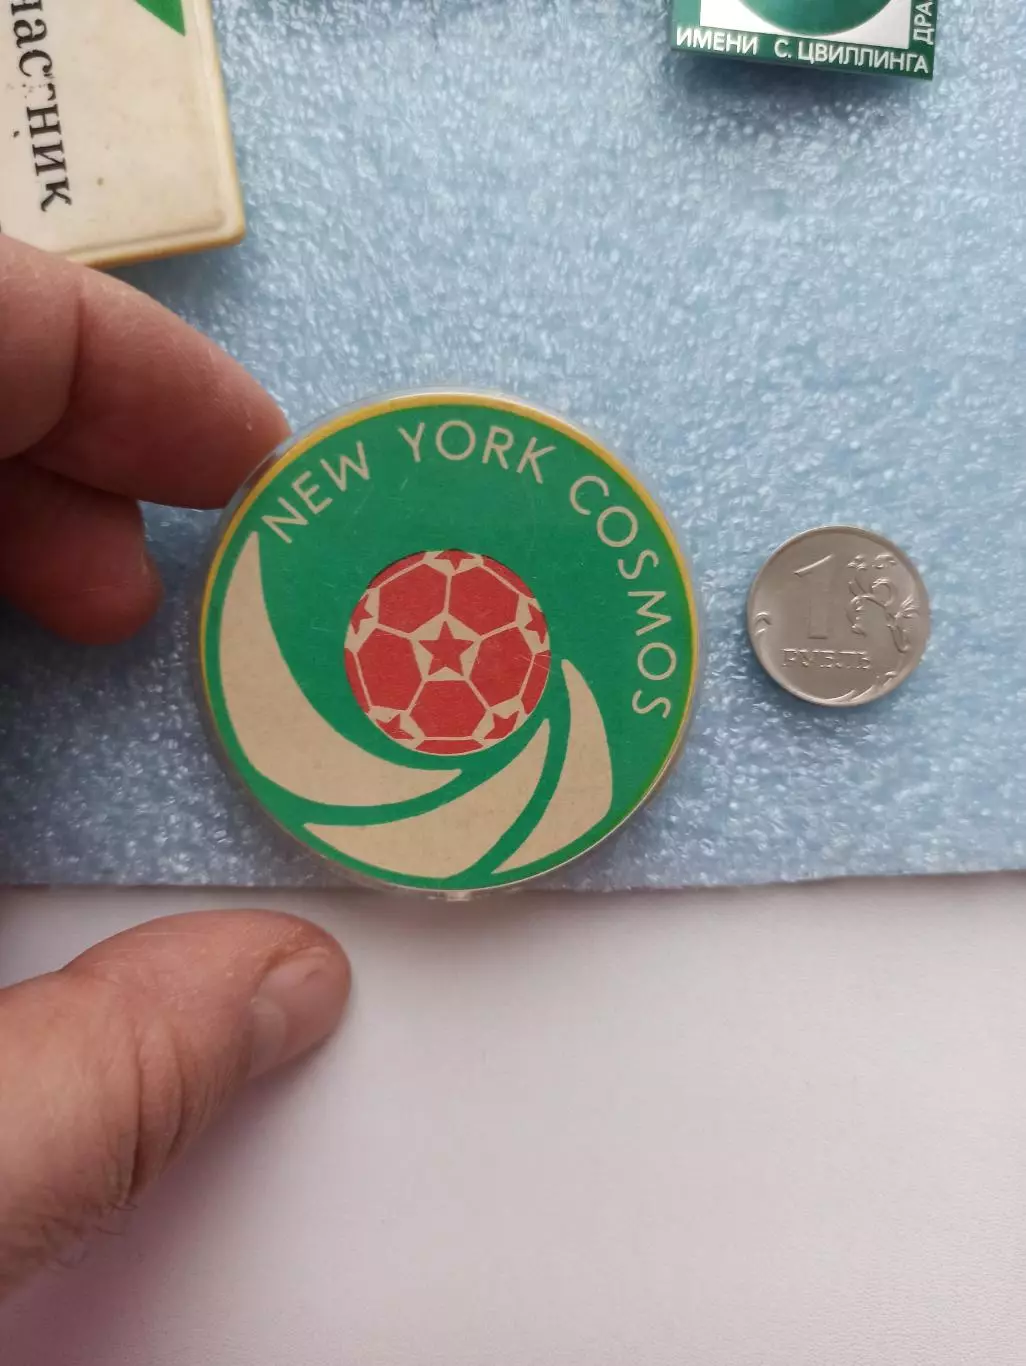 частник
ИМЕНИ С. ЦВИЛЛИНГА
ДРА
NEW YORK COSMOS
1
РУБЛЬ